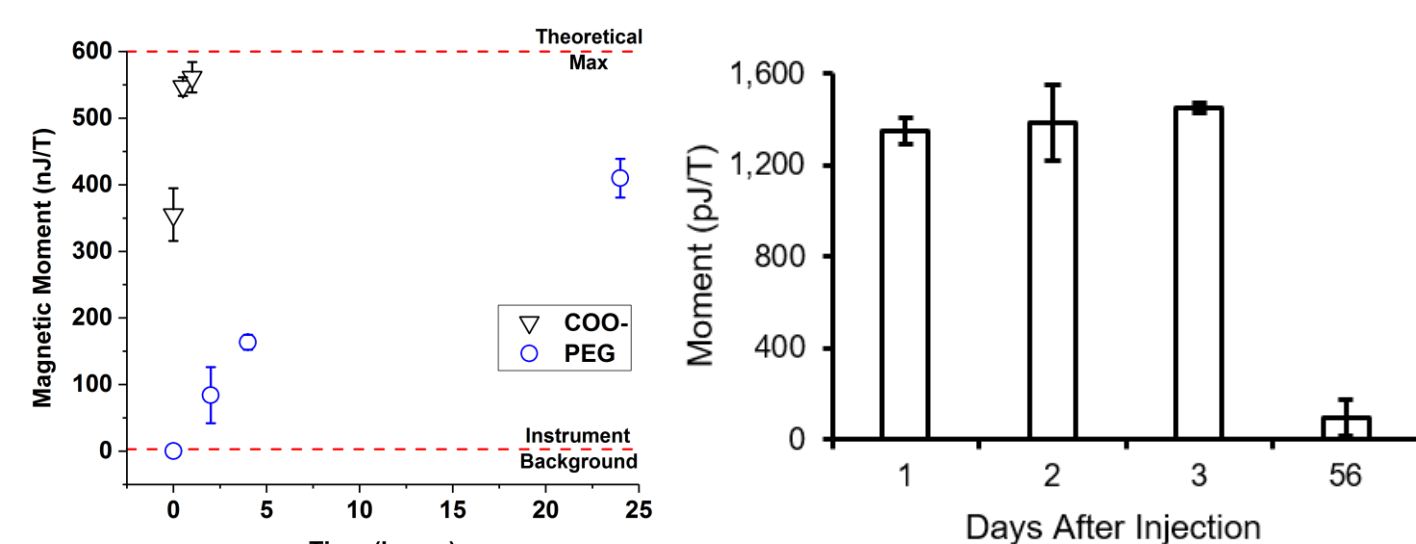 Theoretical
Max
600
500
400
300
200
100
0
Magnetic Moment (nJ/T)
COO-
PEG
Instrument
Background
0 5 10 15 20 25
1,600
1,200
800
400
0
Moment (pJ/T)
1 2 3 56
Days After Injection